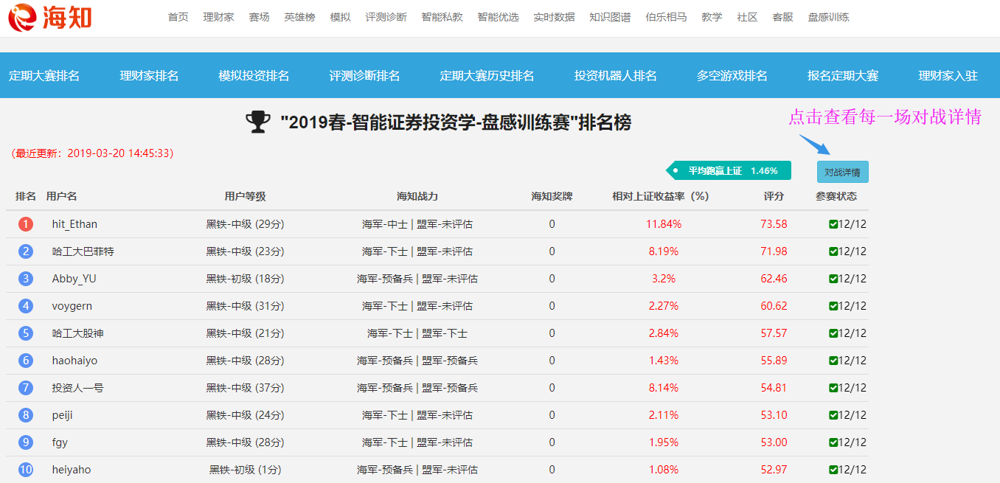 海知
首页 理财家 赛场 英雄榜 模拟 评测诊断 智能私教 智能优选 实时数据 知识图谱 伯乐相马 教学 社区 客服 盘感训练
定期大赛排名 理财家排名 模拟投资排名 评测诊断排名 定期大赛历史排名 投资机器人排名 多空游戏排名 报名定期大赛 理财家入驻
"2019春-智能证券投资学-盘感训练赛"排名榜
点击查看每一场对战详情
（最近更新：2019-03-20 14:45:33）
平均跑赢上证 1.46%
对战详情
排名 用户名 用户等级 海知战力 海知奖牌 相对上证收益率（%） 评分 参赛状态
1 hit_Ethan 黑铁-中级 (29分) 海军-中士 | 盟军-未评估 0 11.84% 73.58 12/12
2 哈工大巴菲特 黑铁-中级 (23分) 海军-下士 | 盟军-未评估 0 8.19% 71.98 12/12
3 Abby_YU 黑铁-初级 (18分) 海军-预备兵 | 盟军-未评估 0 3.2% 62.46 12/12
4 voygern 黑铁-中级 (31分) 海军-下士 | 盟军-未评估 0 2.27% 60.62 12/12
5 哈工大股神 黑铁-中级 (21分) 海军-下士 | 盟军-下士 0 2.84% 57.57 12/12
6 haohaiyo 黑铁-中级 (28分) 海军-预备兵 | 盟军-预备兵 0 1.43% 55.89 12/12
7 投资人一号 黑铁-中级 (37分) 海军-预备兵 | 盟军-预备兵 0 8.14% 54.81 12/12
8 peiji 黑铁-中级 (24分) 海军-下士 | 盟军-未评估 0 2.11% 53.10 12/12
9 fgy 黑铁-中级 (28分) 海军-下士 | 盟军-未评估 0 1.95% 53.00 12/12
10 heiyaho 黑铁-初级 (1分) 海军-预备兵 | 盟军-未评估 0 1.08% 52.97 12/12